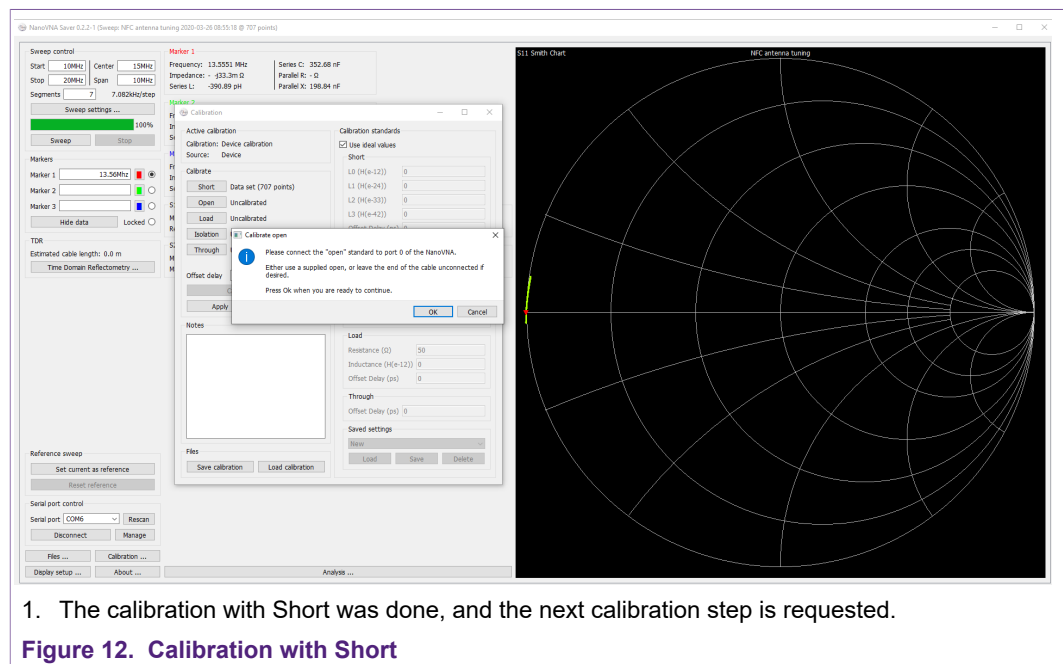 NanoVNA Saver 0.2.2-1 (Sweep: NFC antenna tuning 2020-03-26 08:55:18 @ 707 points)
Sweep control
Start 10MHz Center 15MHz
Stop 20MHz Span 10MHz
Segments 7 7.082kHz/step
Sweep settings ...
100%
Sweep Stop
Markers
Marker 1 13.56Mhz
Marker 2
Marker 3
Hide data Locked
TDR
Estimated cable length: 0.0 m
Time Domain Reflectometry ...
Reference sweep
Set current as reference
Reset reference
Serial port control
Serial port COM6 Rescan
Disconnect Manage
Files ... Calibration ...
Display setup ... About ...
Marker 1
Frequency: 13.5551 MHz Series C: 352.68 nF
Impedance: - -j33.3m Ω Parallel R: - Ω
Series L: -390.89 pH Parallel X: 198.84 nF
Marker 2
Calibration
Active calibration
Calibration: Device calibration
Source: Device
Calibrate
Short Data set (707 points)
Open Uncalibrated
Load Uncalibrated
Isolation
Through
Offset delay
Apply
Notes
Files
Save calibration Load calibration
Calibration standards
Use ideal values
Short
L0 (H(e-12)) 0
L1 (H(e-24)) 0
L2 (H(e-33)) 0
L3 (H(e-42)) 0
Offset Delay (ps) 0
Load
Resistance (Ω) 50
Inductance (H(e-12)) 0
Offset Delay (ps) 0
Through
Offset Delay (ps) 0
Saved settings
New
Load Save Delete
Calibrate open
Please connect the "open" standard to port 0 of the NanoVNA.
Either use a supplied open, or leave the end of the cable unconnected if
desired.
Press Ok when you are ready to continue.
OK Cancel
Analysis ...
S11 Smith Chart NFC antenna tuning
1. The calibration with Short was done, and the next calibration step is requested.
Figure 12. Calibration with Short